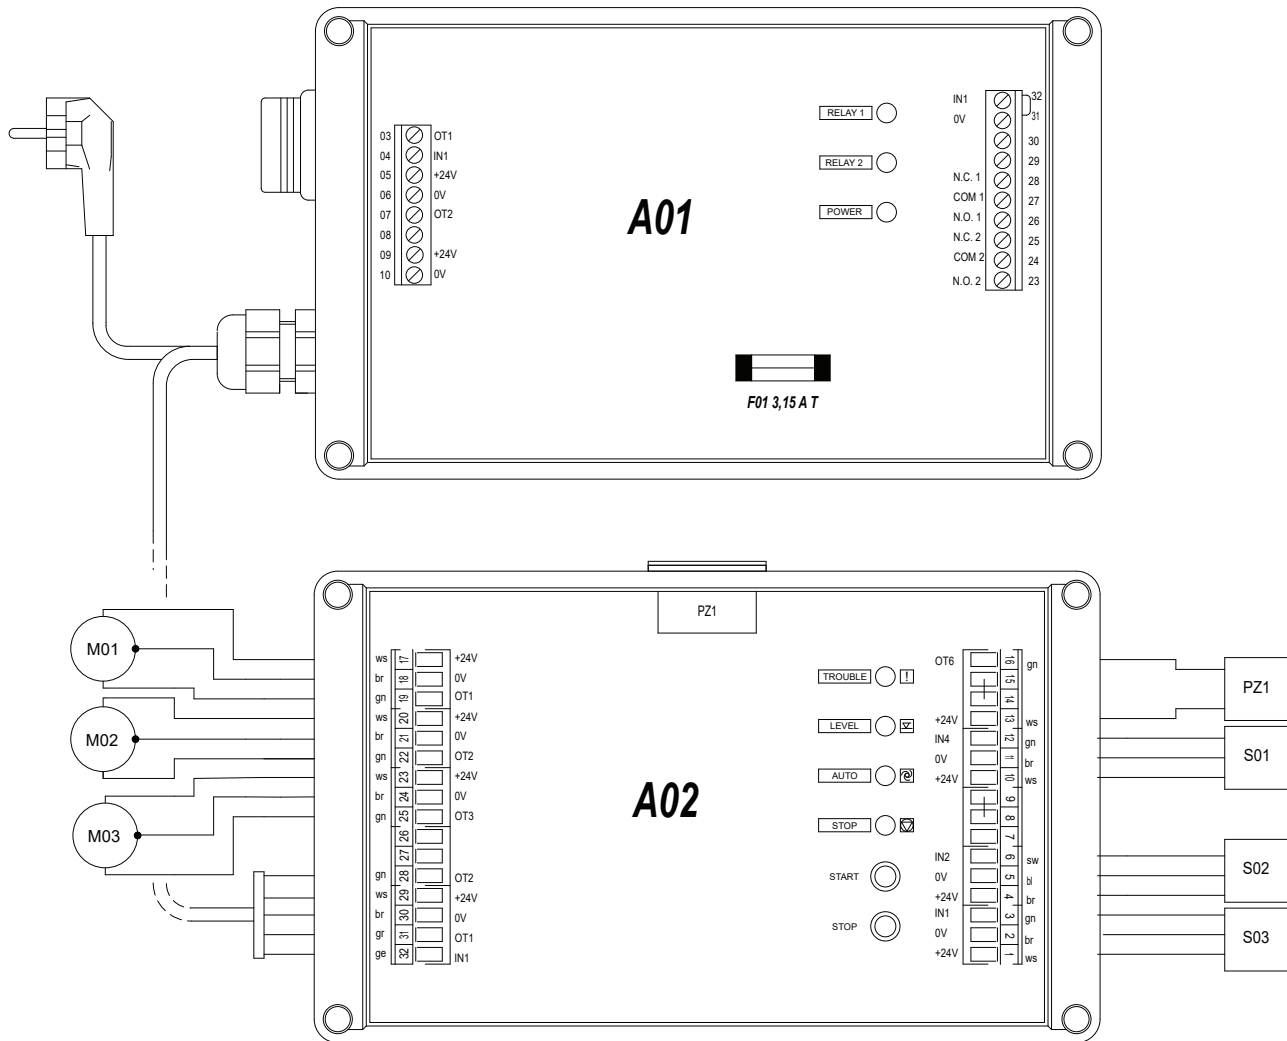 A01
03 OT1
04 IN1
05 +24V
06 0V
07 OT2
08
09 +24V
10 0V
RELAY 1
RELAY 2
POWER
IN1 32
0V 31
30
29
N.C. 1 28
COM 1 27
N.O. 1 26
N.C. 2 25
COM 2 24
N.O. 2 23
F01 3,15 A T
PZ1
A02
M01
M02
M03
ws 17 +24V
br 18 0V
gn 19 OT1
ws 20 +24V
br 21 0V
gn 22 OT2
ws 23 +24V
br 24 0V
gn 25 OT3
26
27
gn 28 OT2
ws 29 +24V
br 30 0V
gr 31 OT1
ge 32 IN1
TROUBLE !
LEVEL
AUTO
STOP
START
STOP
OT6 16 gn
15
14
+24V 13 ws
IN4 12 gn
0V 11 br
+24V 10 ws
9
8
7
IN2 6 sw
0V 5 bl
+24V 4 br
IN1 3 gn
0V 2 br
+24V 1 ws
PZ1
S01
S02
S03